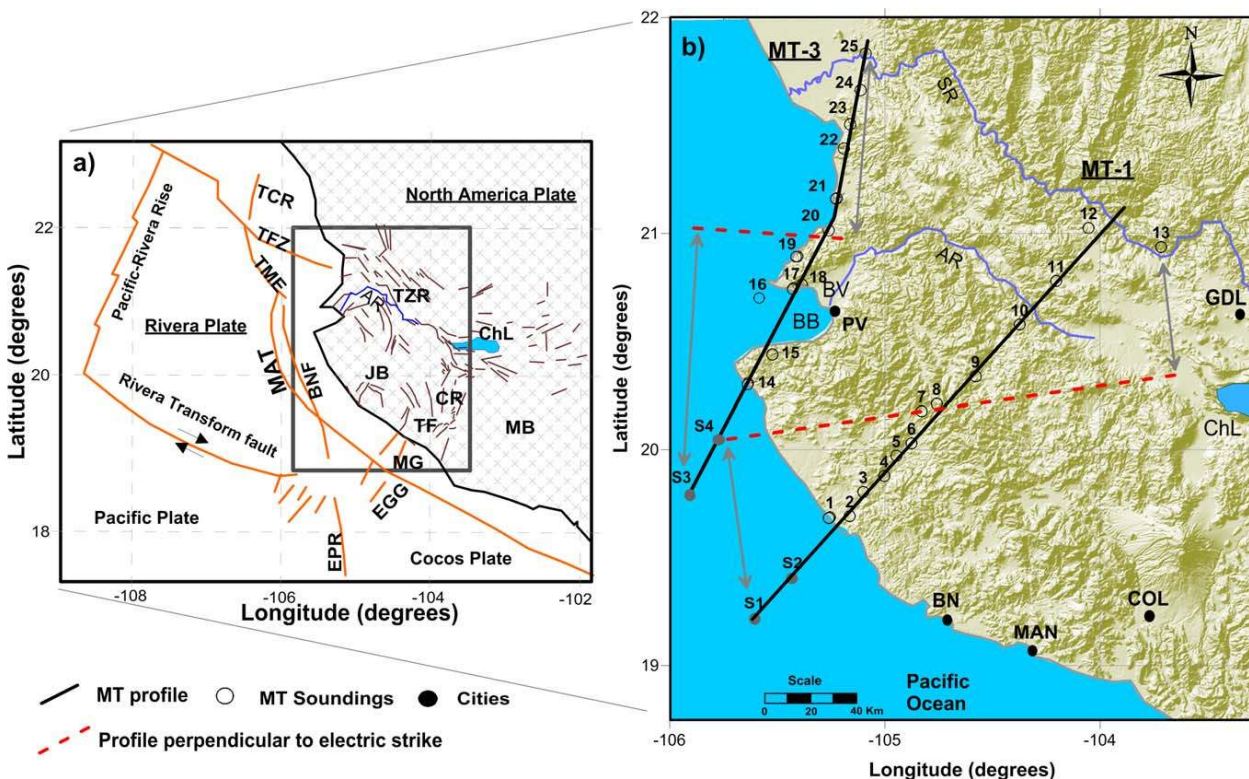 a)
North America Plate
TCR
TFZ
TME
Pacific-Rivera Rise
Rivera Plate
MAT
BNF
AR
TZR
ChL
JB
CR
TF
MB
MG
EGG
Rivera Transform fault
Pacific Plate
EPR
Cocos Plate
22
20
18
Latitude (degrees)
-108
-106
-104
-102
Longitude (degrees)
MT profile
MT Soundings
Cities
Profile perpendicular to electric strike
b)
MT-3
25
24
23
22
21
20
19
18
17
16
15
14
SR
N
MT-1
12
13
11
10
9
8
7
6
5
4
3
2
1
AR
BV
BB
PV
GDL
ChL
S4
S3
S2
S1
BN
MAN
COL
Scale
0 20 40 Km
Pacific
Ocean
22
21
20
19
Latitude (degrees)
-106
-105
-104
Longitude (degrees)